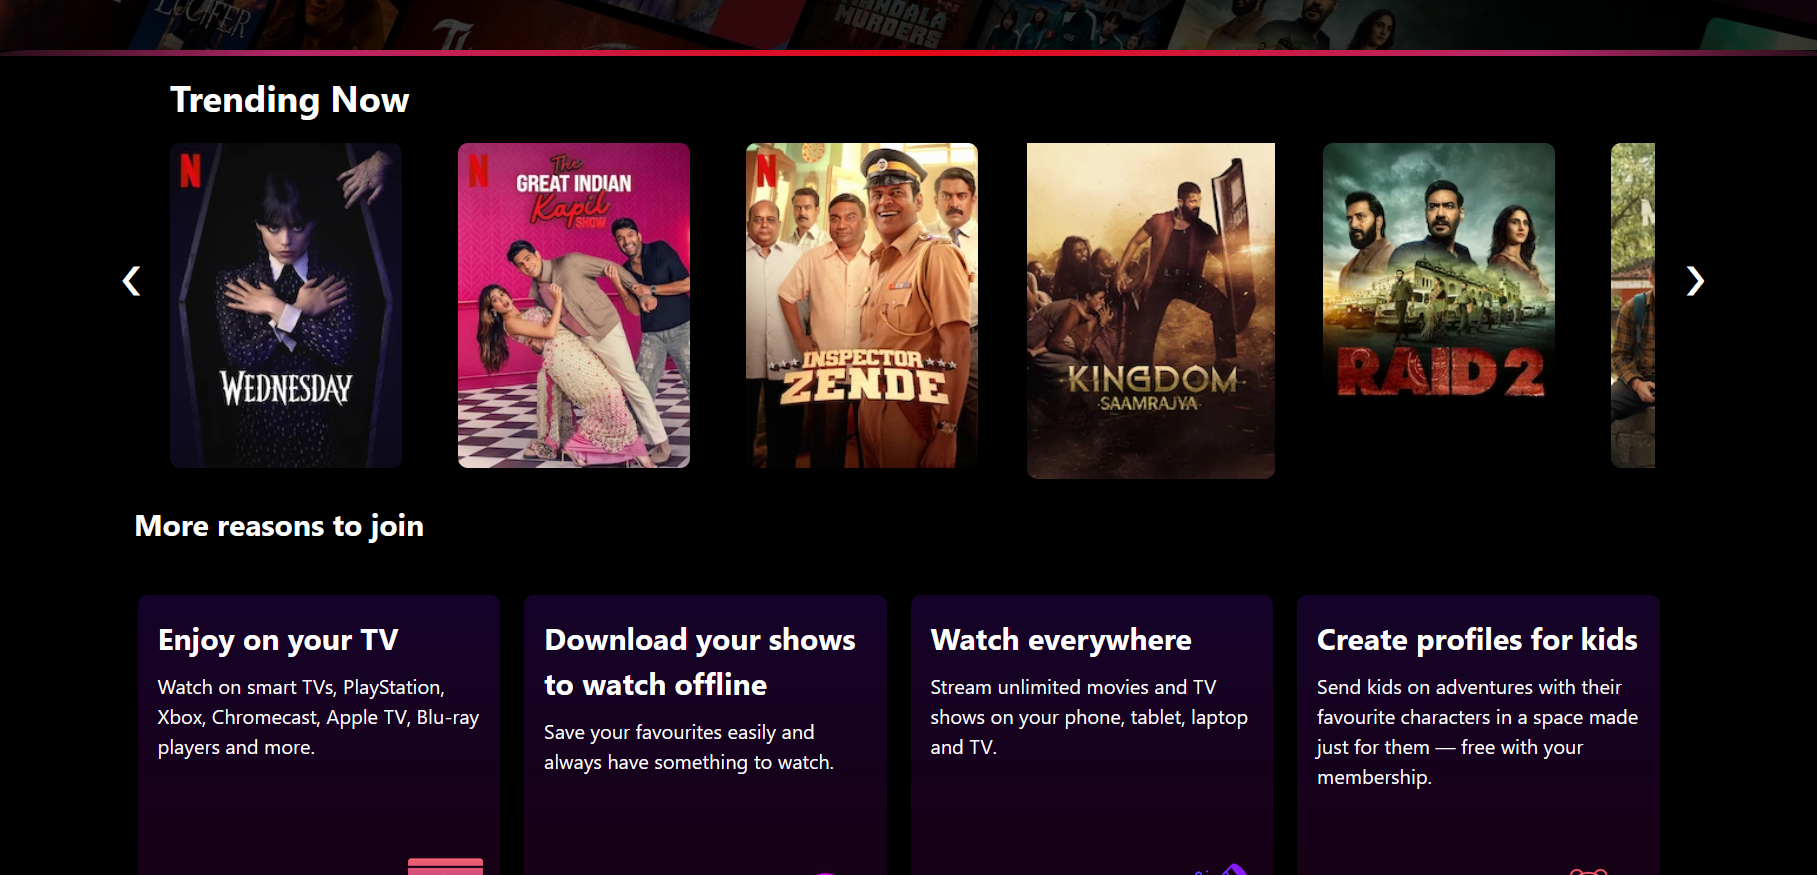 LUCIFER
MANDALA
MURDERS
Trending Now
N
WEDNESDAY
N
The
GREAT INDIAN
Kapil
SHOW
N
INSPECTOR
ZENDE
KINGDOM
SAAMRAJYA
RAID 2
More reasons to join
Enjoy on your TV
Watch on smart TVs, PlayStation,
Xbox, Chromecast, Apple TV, Blu-ray
players and more.
Download your shows
to watch offline
Save your favourites easily and
always have something to watch.
Watch everywhere
Stream unlimited movies and TV
shows on your phone, tablet, laptop
and TV.
Create profiles for kids
Send kids on adventures with their
favourite characters in a space made
just for them — free with your
membership.